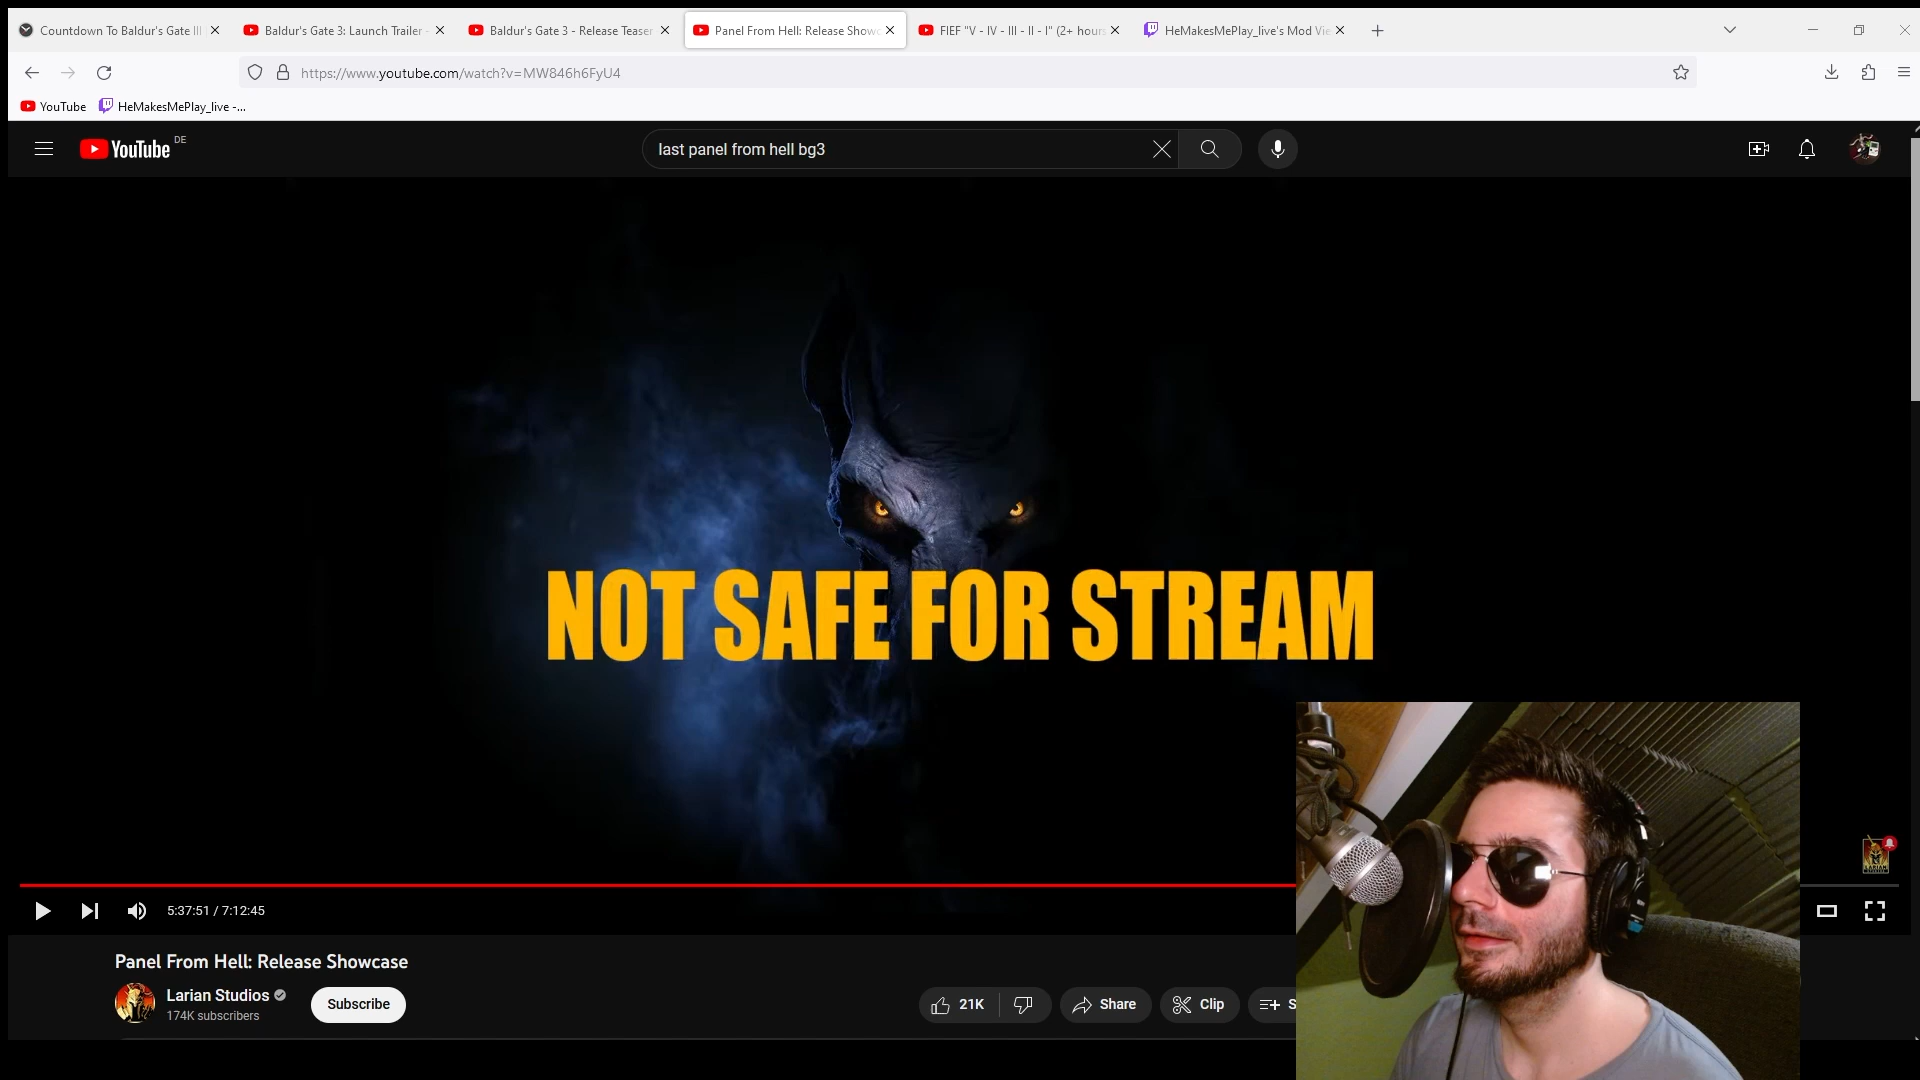 Countdown To Baldur's Gate III
Baldur's Gate 3: Launch Trailer -
Baldur's Gate 3 - Release Teaser
Panel From Hell: Release Showc
FIEF "V - IV - III - II - I" (2+ hours
HeMakesMePlay_live's Mod Vie
https://www.youtube.com/watch?v=MW846h6FyU4
YouTube
HeMakesMePlay_live -...
YouTube DE
last panel from hell bg3
NOT SAFE FOR STREAM
5:37:51 / 7:12:45
Panel From Hell: Release Showcase
Larian Studios
174K subscribers
Subscribe
21K
Share
Clip
S